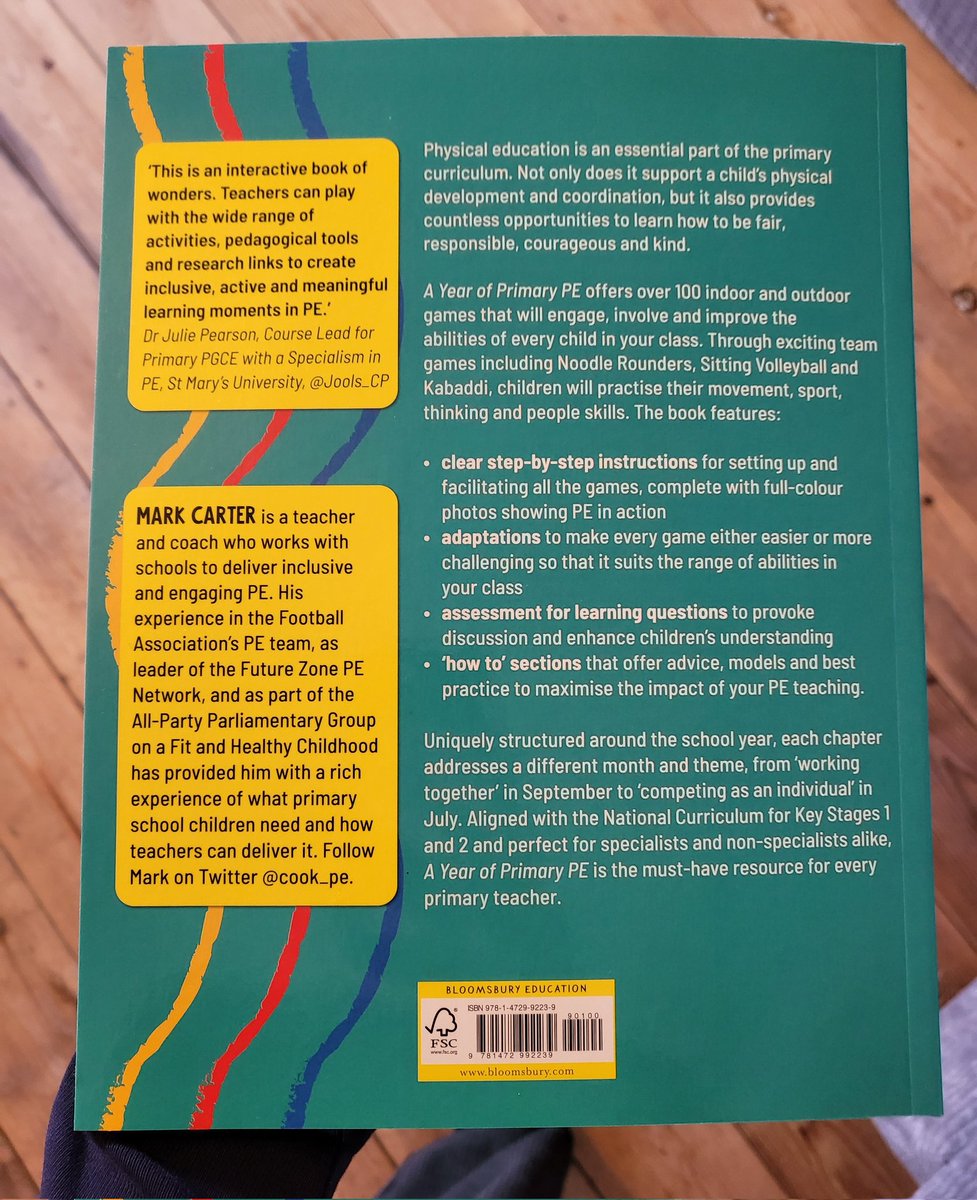 'This is an interactive book of
wonders. Teachers can play
with the wide range of
activities, pedagogical tools
and research links to create
inclusive, active and meaningful
learning moments in PE.'
Dr Julie Pearson, Course Lead for
Primary PGCE with a Specialism in
PE, St Mary's University, @Jools_CP
MARK CARTER is a teacher
and coach who works with
schools to deliver inclusive
and engaging PE. His
experience in the Football
Association's PE team, as
leader of the Future Zone PE
Network, and as part of the
All-Party Parliamentary Group
on a Fit and Healthy Childhood
has provided him with a rich
experience of what primary
school children need and how
teachers can deliver it. Follow
Mark on Twitter @cook_pe.
Physical education is an essential part of the primary
curriculum. Not only does it support a child's physical
development and coordination, but it also provides
countless opportunities to learn how to be fair,
responsible, courageous and kind.
A Year of Primary PE offers over 100 indoor and outdoor
games that will engage, involve and improve the
abilities of every child in your class. Through exciting team
games including Noodle Rounders, Sitting Volleyball and
Kabaddi, children will practise their movement, sport,
thinking and people skills. The book features:
• clear step-by-step instructions for setting up and
facilitating all the games, complete with full-colour
photos showing PE in action
• adaptations to make every game either easier or more
challenging so that it suits the range of abilities in
your class
• assessment for learning questions to provoke
discussion and enhance children's understanding
• 'how to' sections that offer advice, models and best
practice to maximise the impact of your PE teaching.
Uniquely structured around the school year, each chapter
addresses a different month and theme, from 'working
together' in September to 'competing as an individual' in
July. Aligned with the National Curriculum for Key Stages 1
and 2 and perfect for specialists and non-specialists alike,
A Year of Primary PE is the must-have resource for every
primary teacher.
BLOOMSBURY EDUCATION
ISBN 978-1-4729-9223-9
90100
FSC
www.fsc.org
9 781472 992239
www.bloomsbury.com